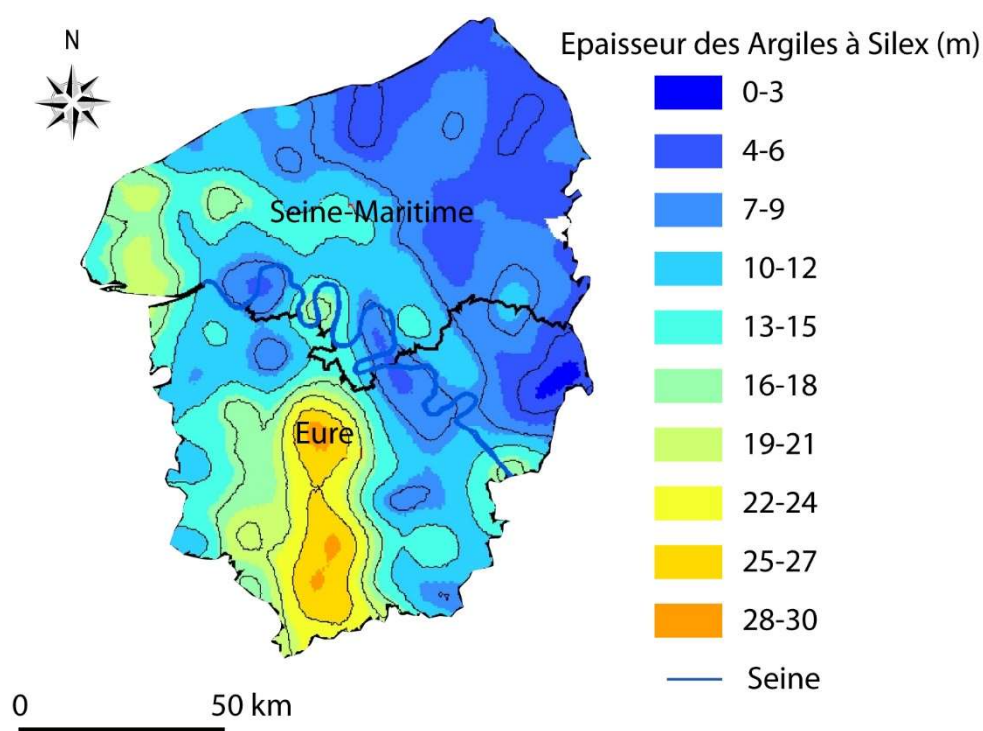 N
Epaisseur des Argiles à Silex (m)
0-3
4-6
7-9
10-12
13-15
16-18
19-21
22-24
25-27
28-30
Seine
Seine-Maritime
Eure
0 50 km